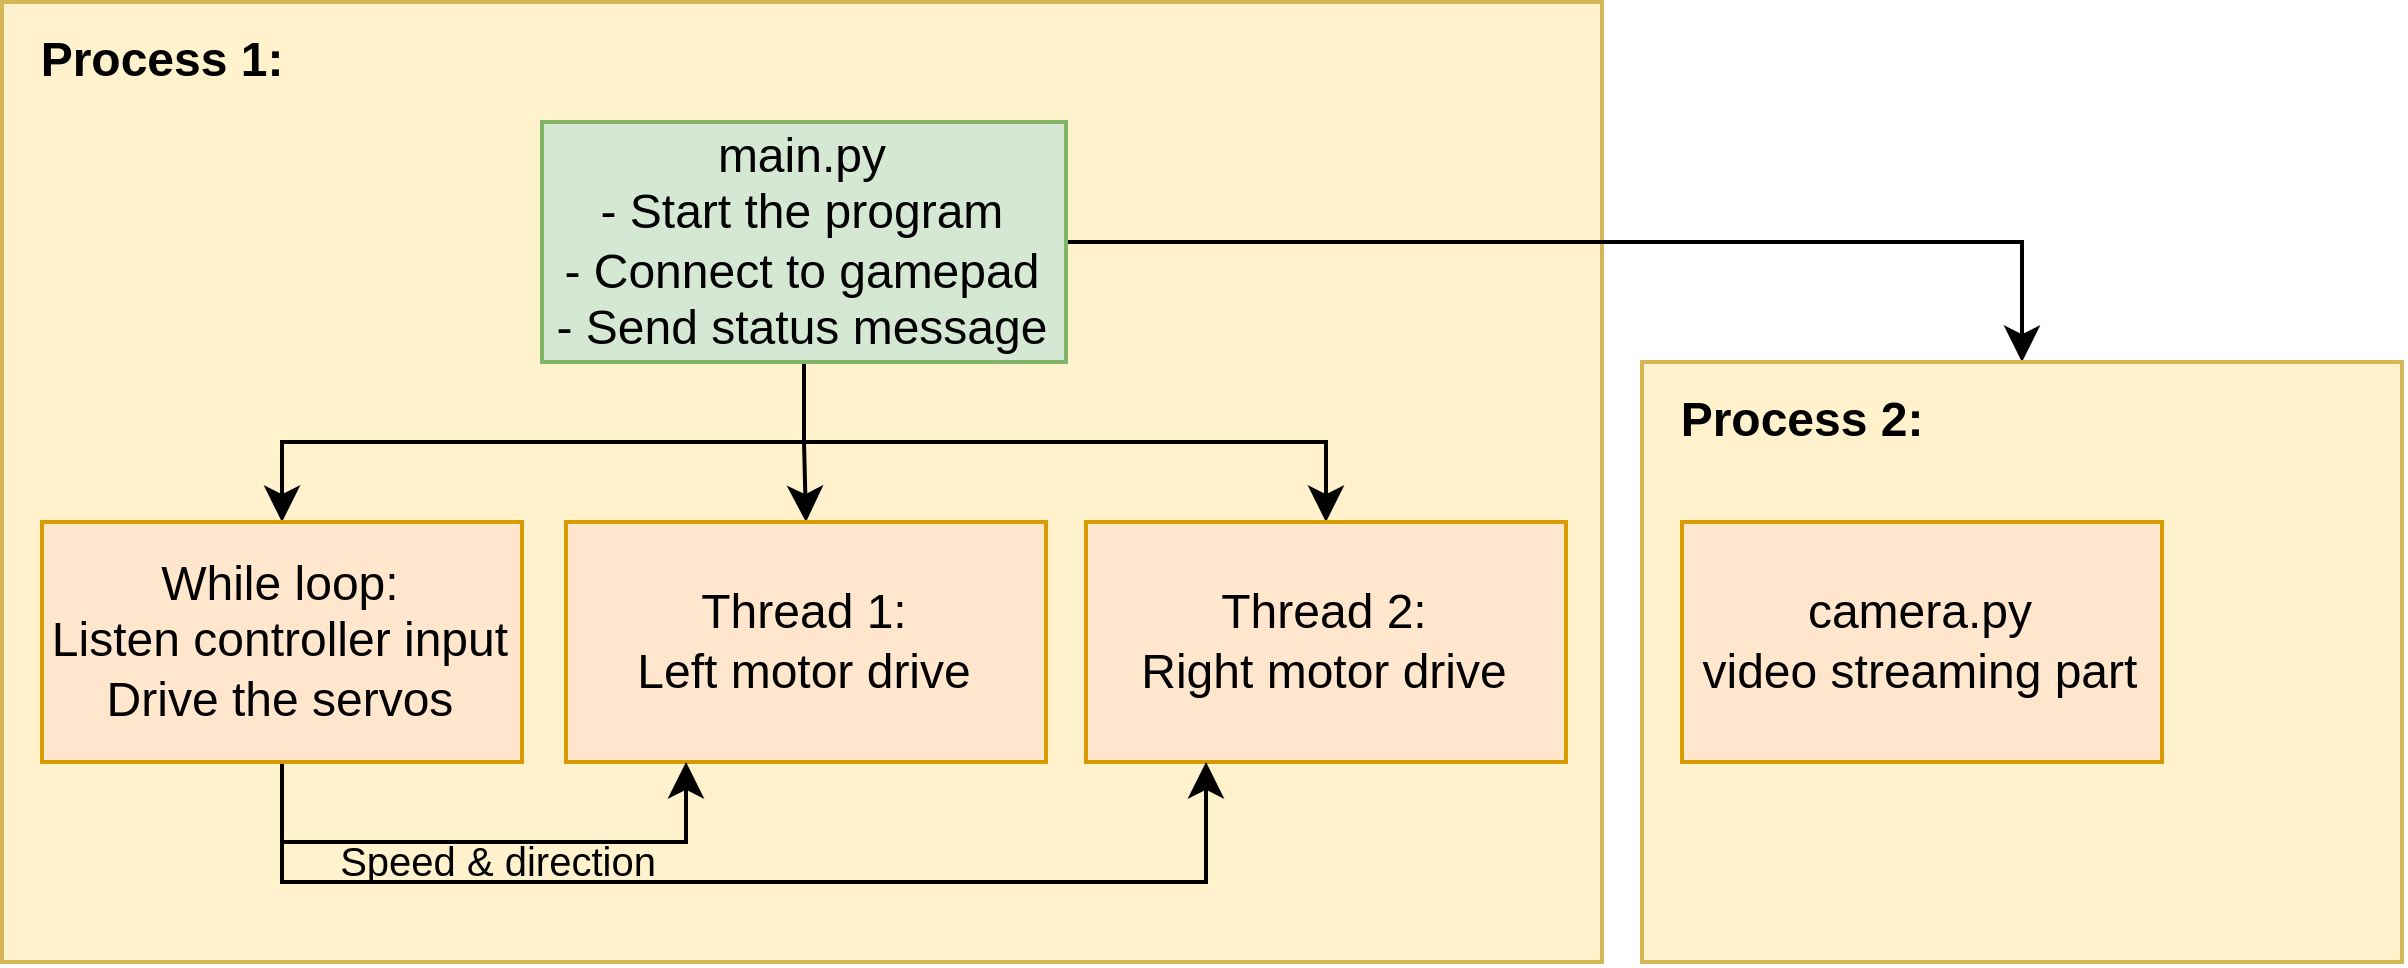 Process 1:
main.py
- Start the program
- Connect to gamepad
- Send status message
Process 2:
While loop:
Listen controller input
Drive the servos
Thread 1:
Left motor drive
Thread 2:
Right motor drive
camera.py
video streaming part
Speed & direction